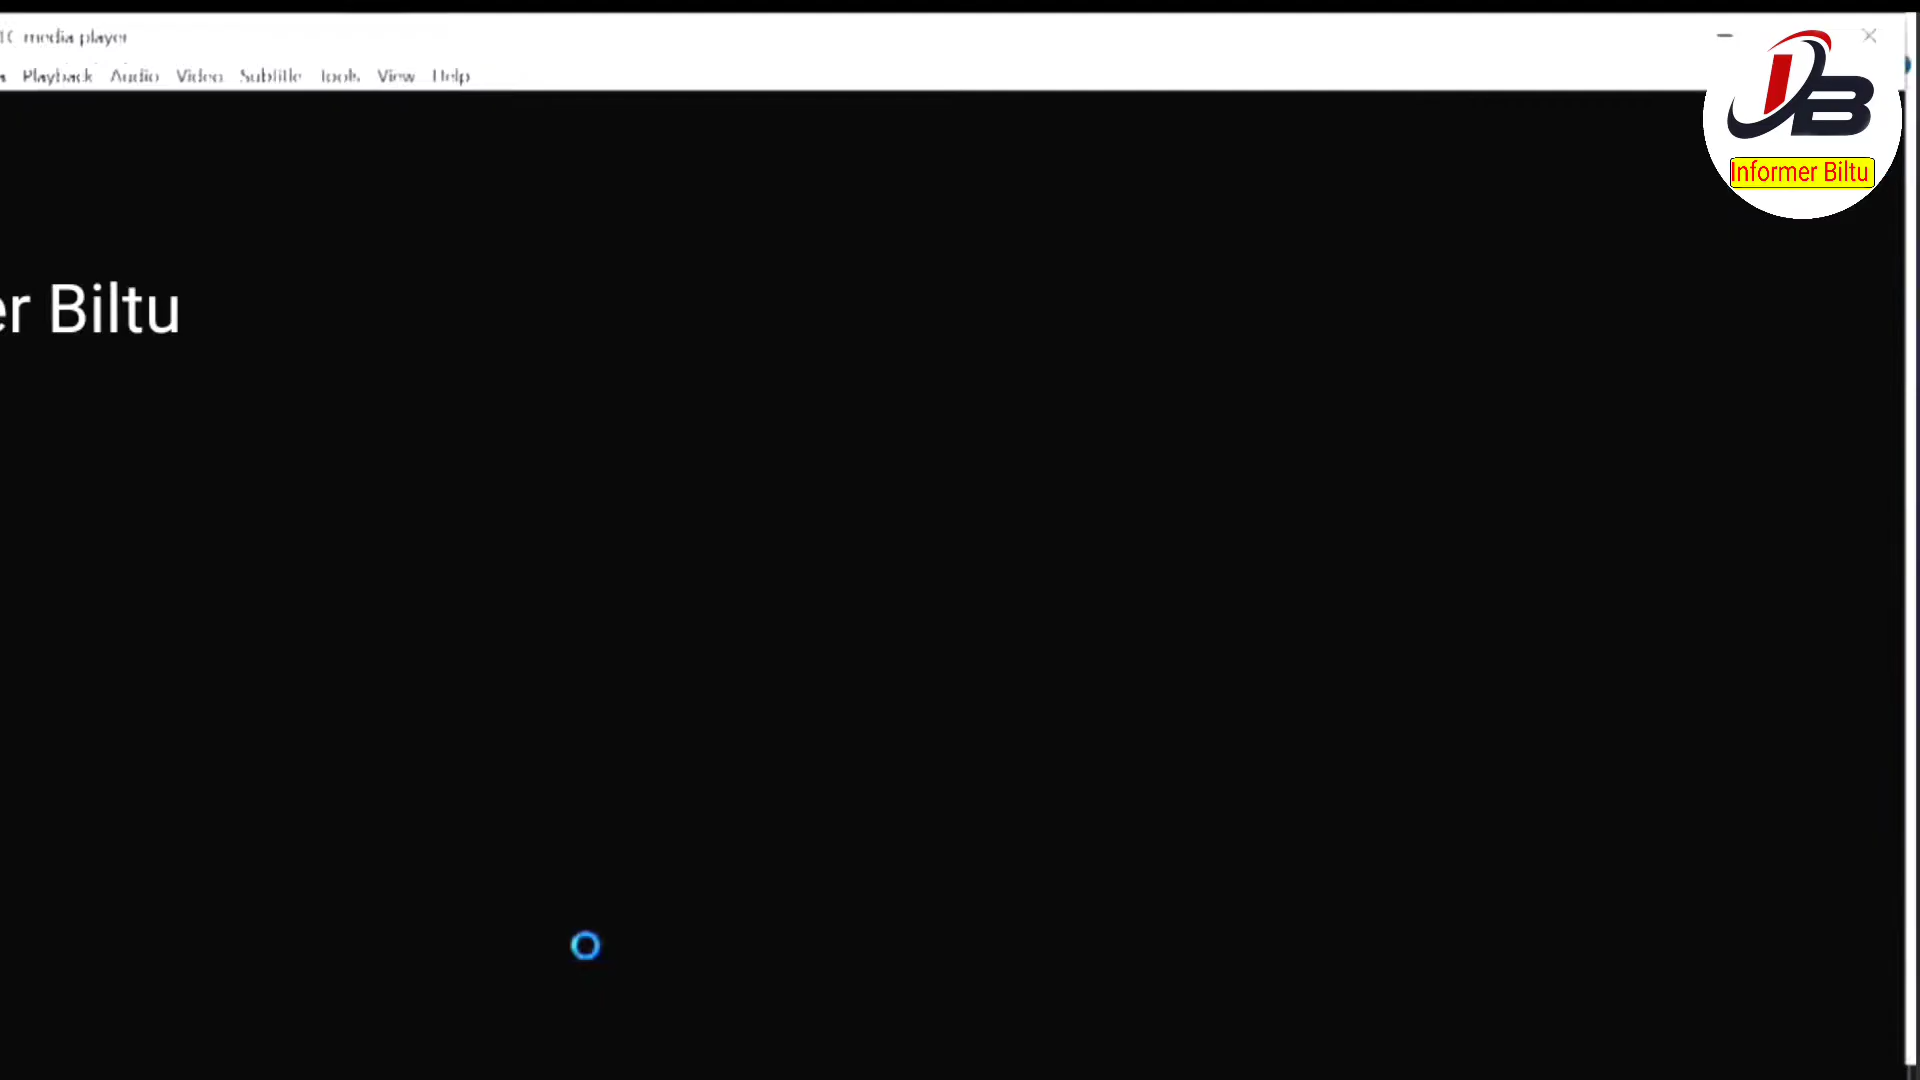 media player
Playback Audio Video Subtitle Tools View Help
Informer Biltu
er Biltu